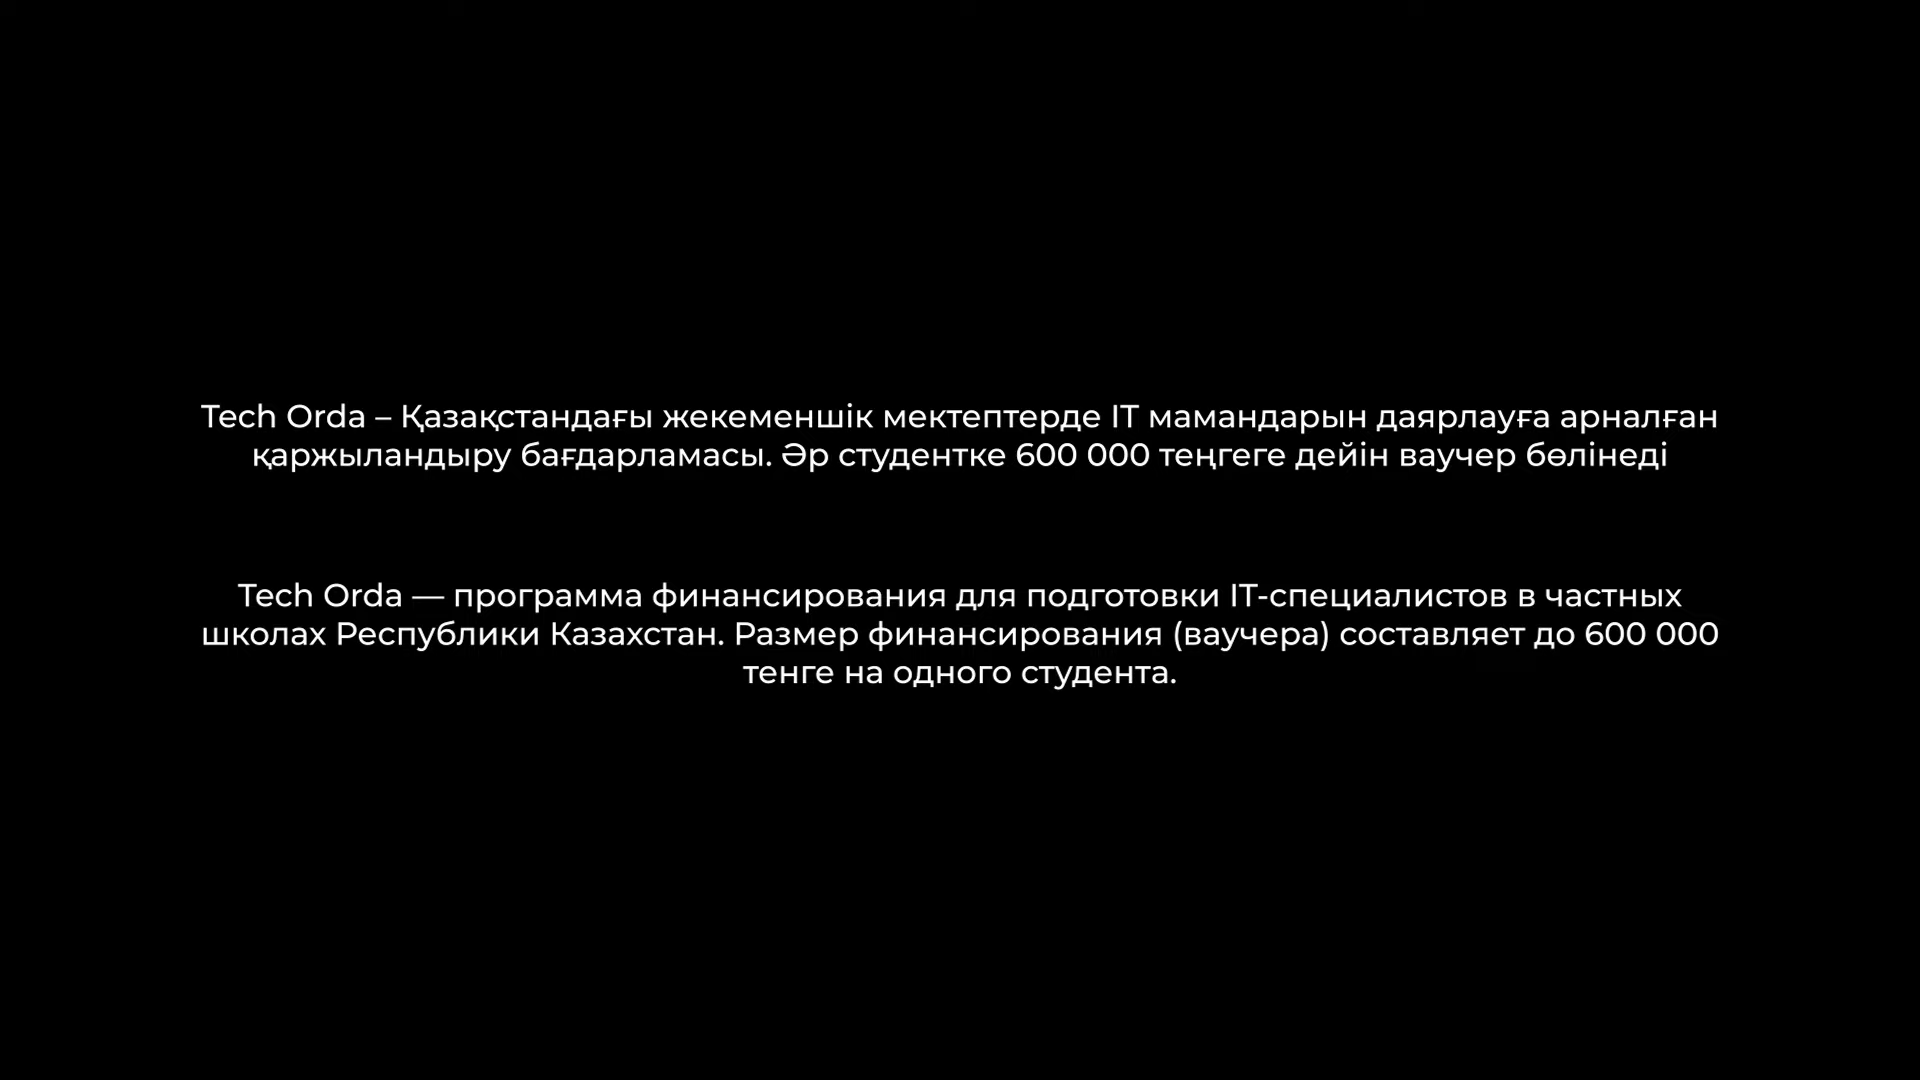 Tech Orda – Қазақстандағы жекеменшік мектептерде IT мамандарын даярлауға арналған
қаржыландыру бағдарламасы. Әр студентке 600 000 теңгеге дейін ваучер бөлінеді
Tech Orda — программа финансирования для подготовки IT-специалистов в частных
школах Республики Казахстан. Размер финансирования (ваучера) составляет до 600 000
тенге на одного студента.